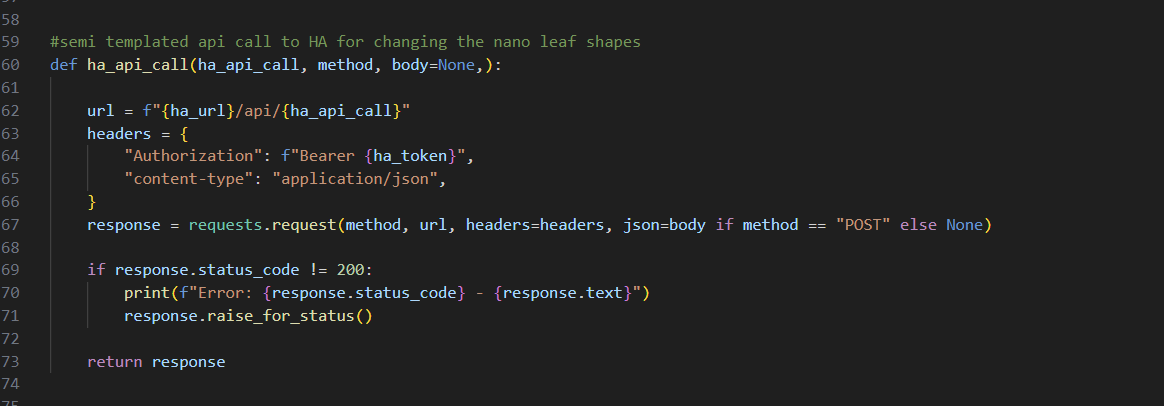 58
59 #semi templated api call to HA for changing the nano leaf shapes
60 def ha_api_call(ha_api_call, method, body=None,):
61
62     url = f"{ha_url}/api/{ha_api_call}"
63     headers = {
64         "Authorization": f"Bearer {ha_token}",
65         "content-type": "application/json",
66     }
67     response = requests.request(method, url, headers=headers, json=body if method == "POST" else None)
68
69     if response.status_code != 200:
70         print(f"Error: {response.status_code} - {response.text}")
71         response.raise_for_status()
72
73     return response
74